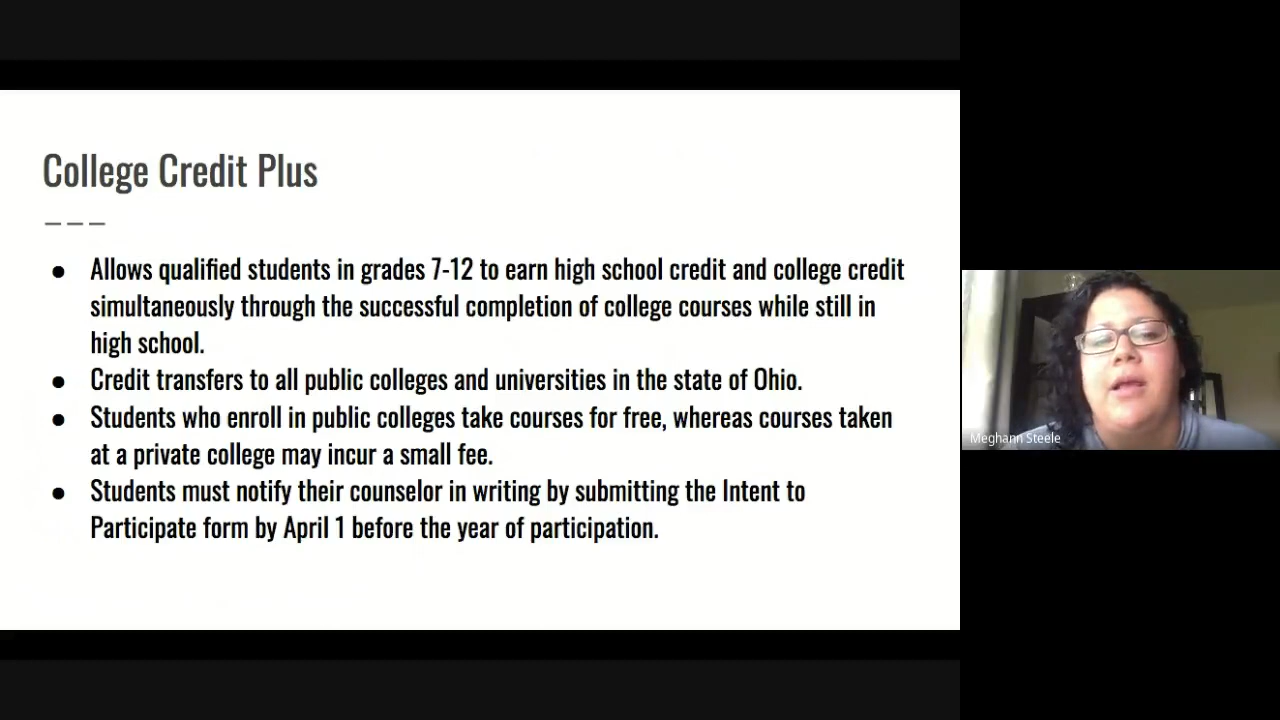 College Credit Plus
● Allows qualified students in grades 7-12 to earn high school credit and college credit
simultaneously through the successful completion of college courses while still in
high school.
● Credit transfers to all public colleges and universities in the state of Ohio.
● Students who enroll in public colleges take courses for free, whereas courses taken
at a private college may incur a small fee.
● Students must notify their counselor in writing by submitting the Intent to
Participate form by April 1 before the year of participation.
Meghann Steele